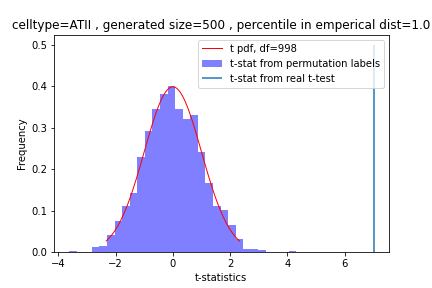 celltype=ATII , generated size=500 , percentile in emperical dist=1.0
0.5
0.4
0.3
0.2
0.1
0.0
Frequency
t pdf, df=998
t-stat from permutation labels
t-stat from real t-test
−4
−2
0
2
4
6
t-statistics